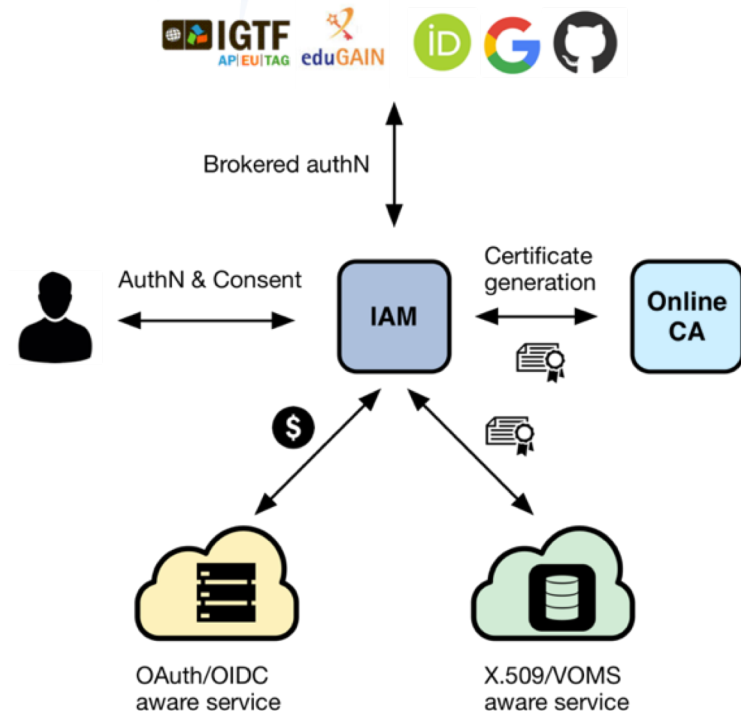 IGTF
AP|EU|TAG
eduGAIN
iD
G
Brokered authN
AuthN & Consent
IAM
Certificate
generation
Online
CA
$
OAuth/OIDC
aware service
X.509/VOMS
aware service